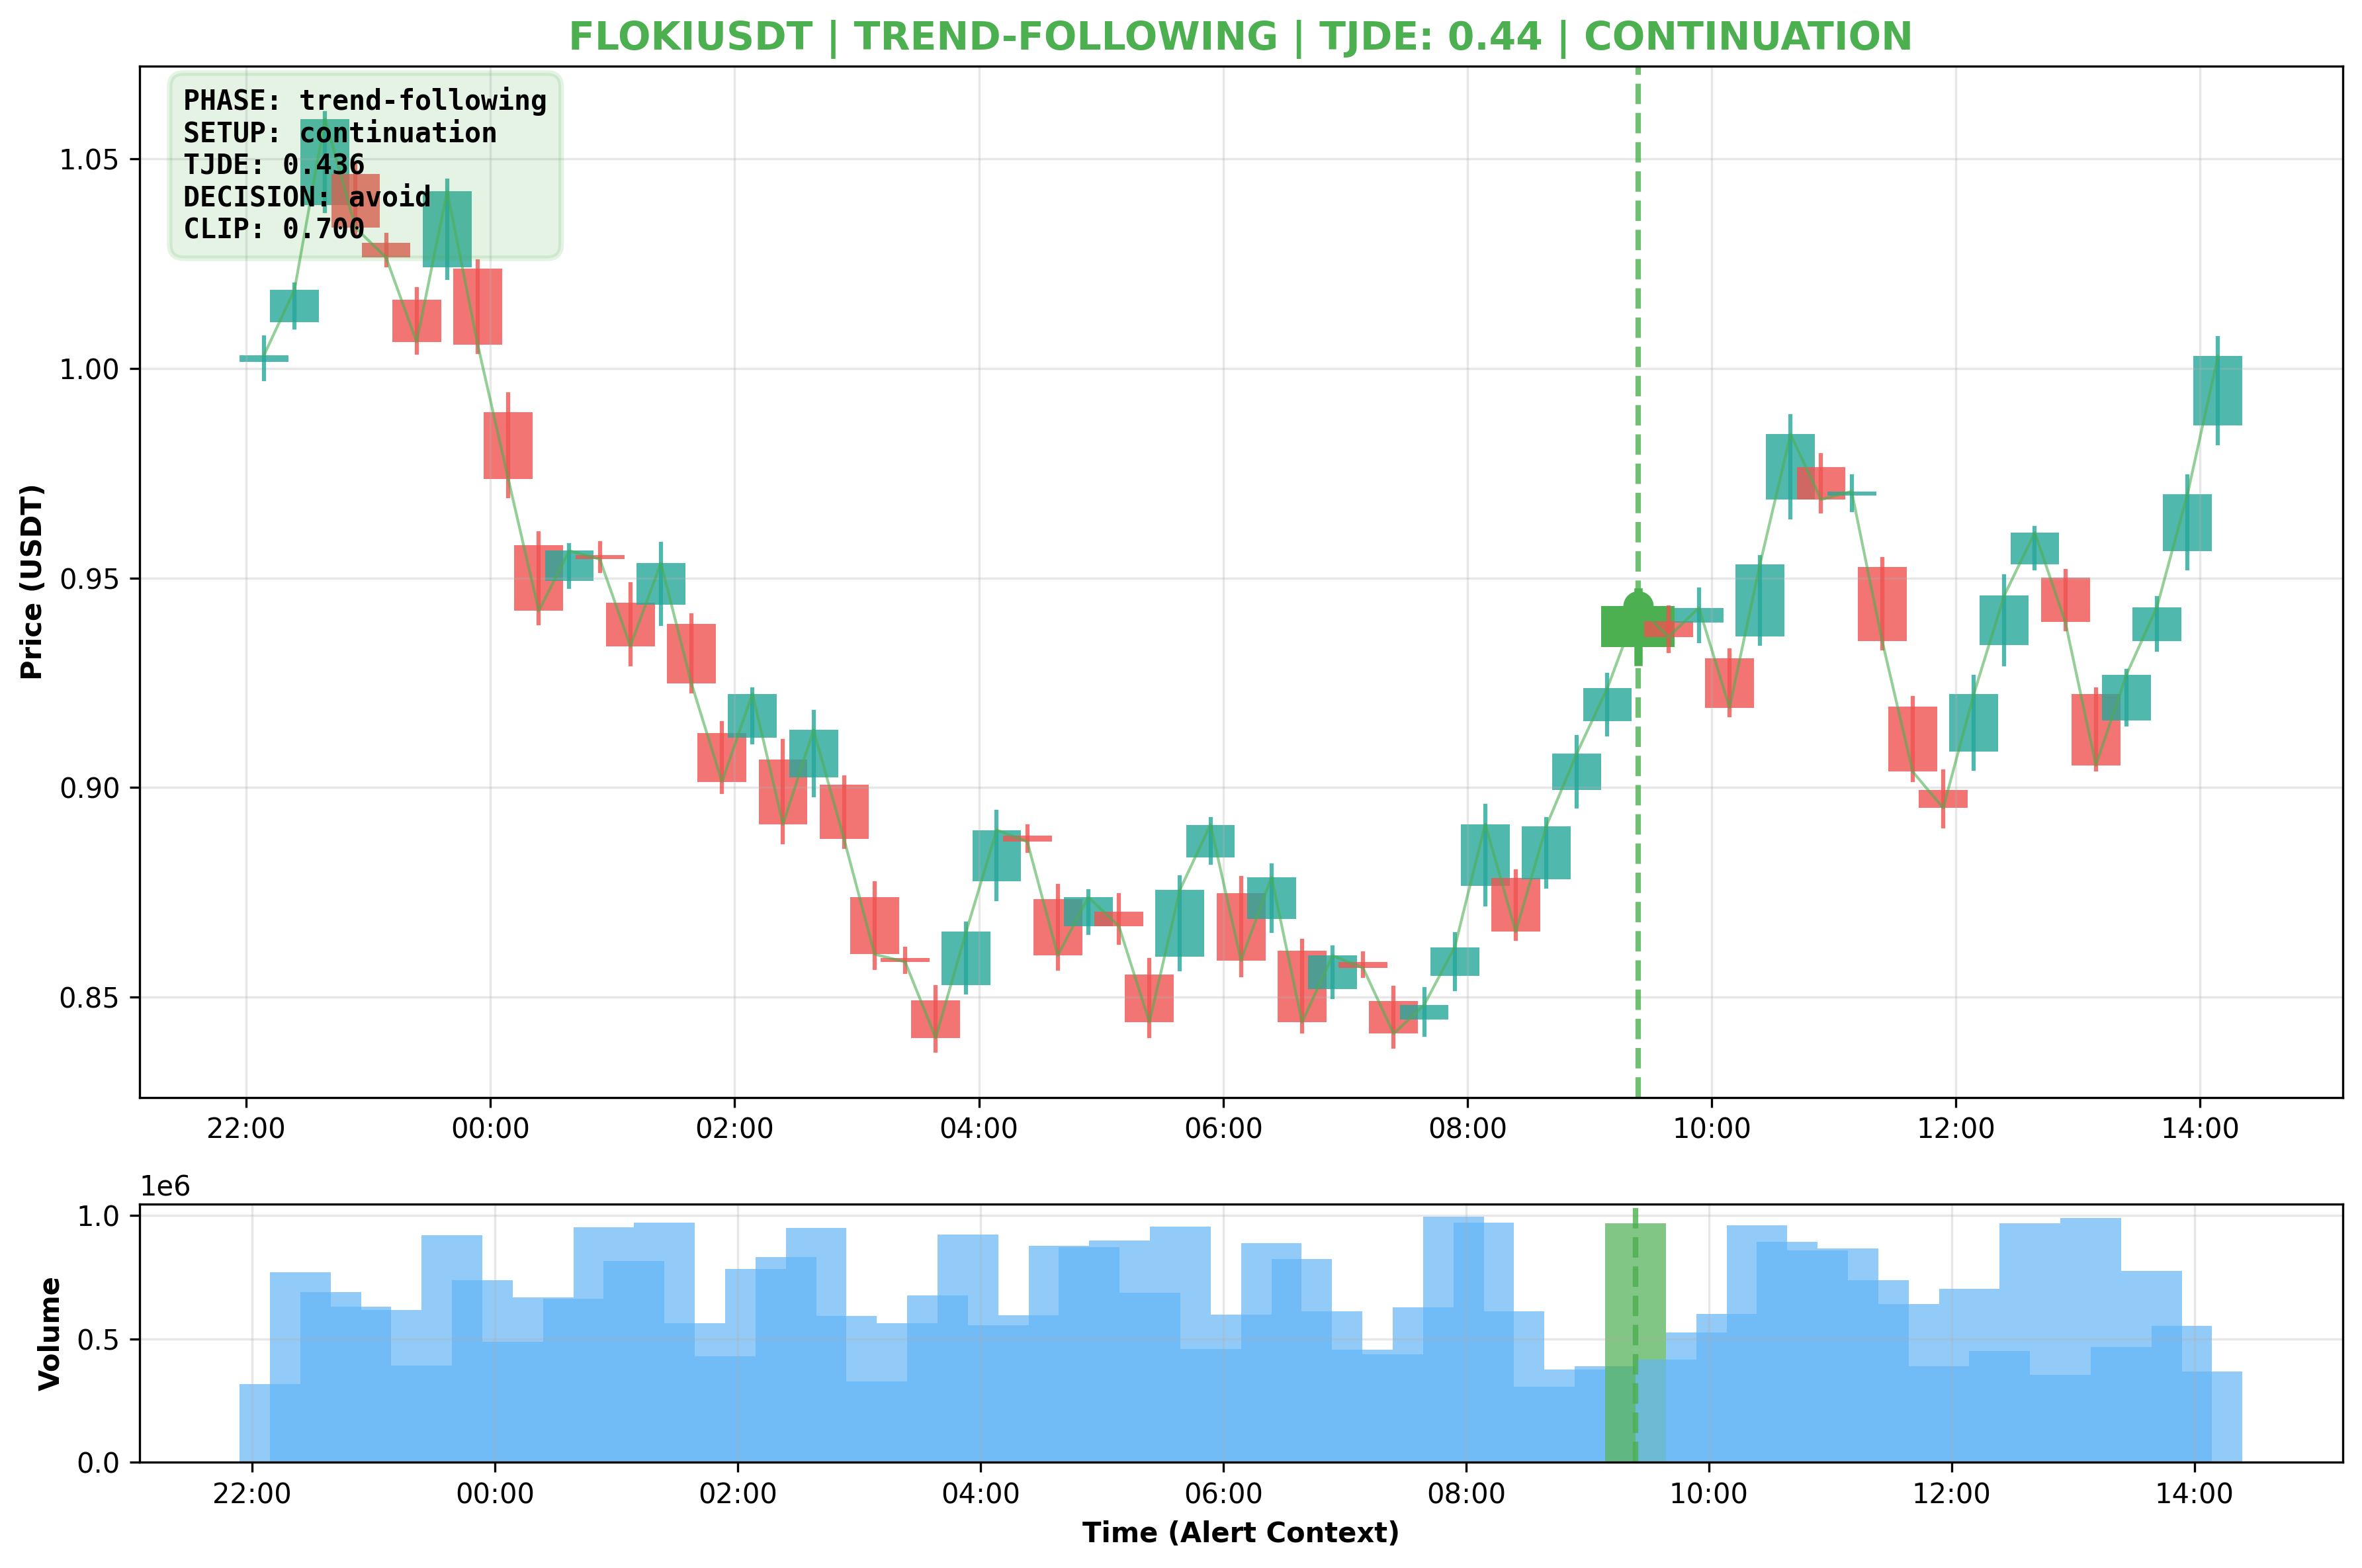 FLOKIUSDT | TREND-FOLLOWING | TJDE: 0.44 | CONTINUATION
PHASE: trend-following
SETUP: continuation
TJDE: 0.436
DECISION: avoid
CLIP: 0.700
Price (USDT)
1.05
1.00
0.95
0.90
0.85
22:00 00:00 02:00 04:00 06:00 08:00 10:00 12:00 14:00
1e6
Volume
1.0
0.5
0.0
22:00 00:00 02:00 04:00 06:00 08:00 10:00 12:00 14:00
Time (Alert Context)